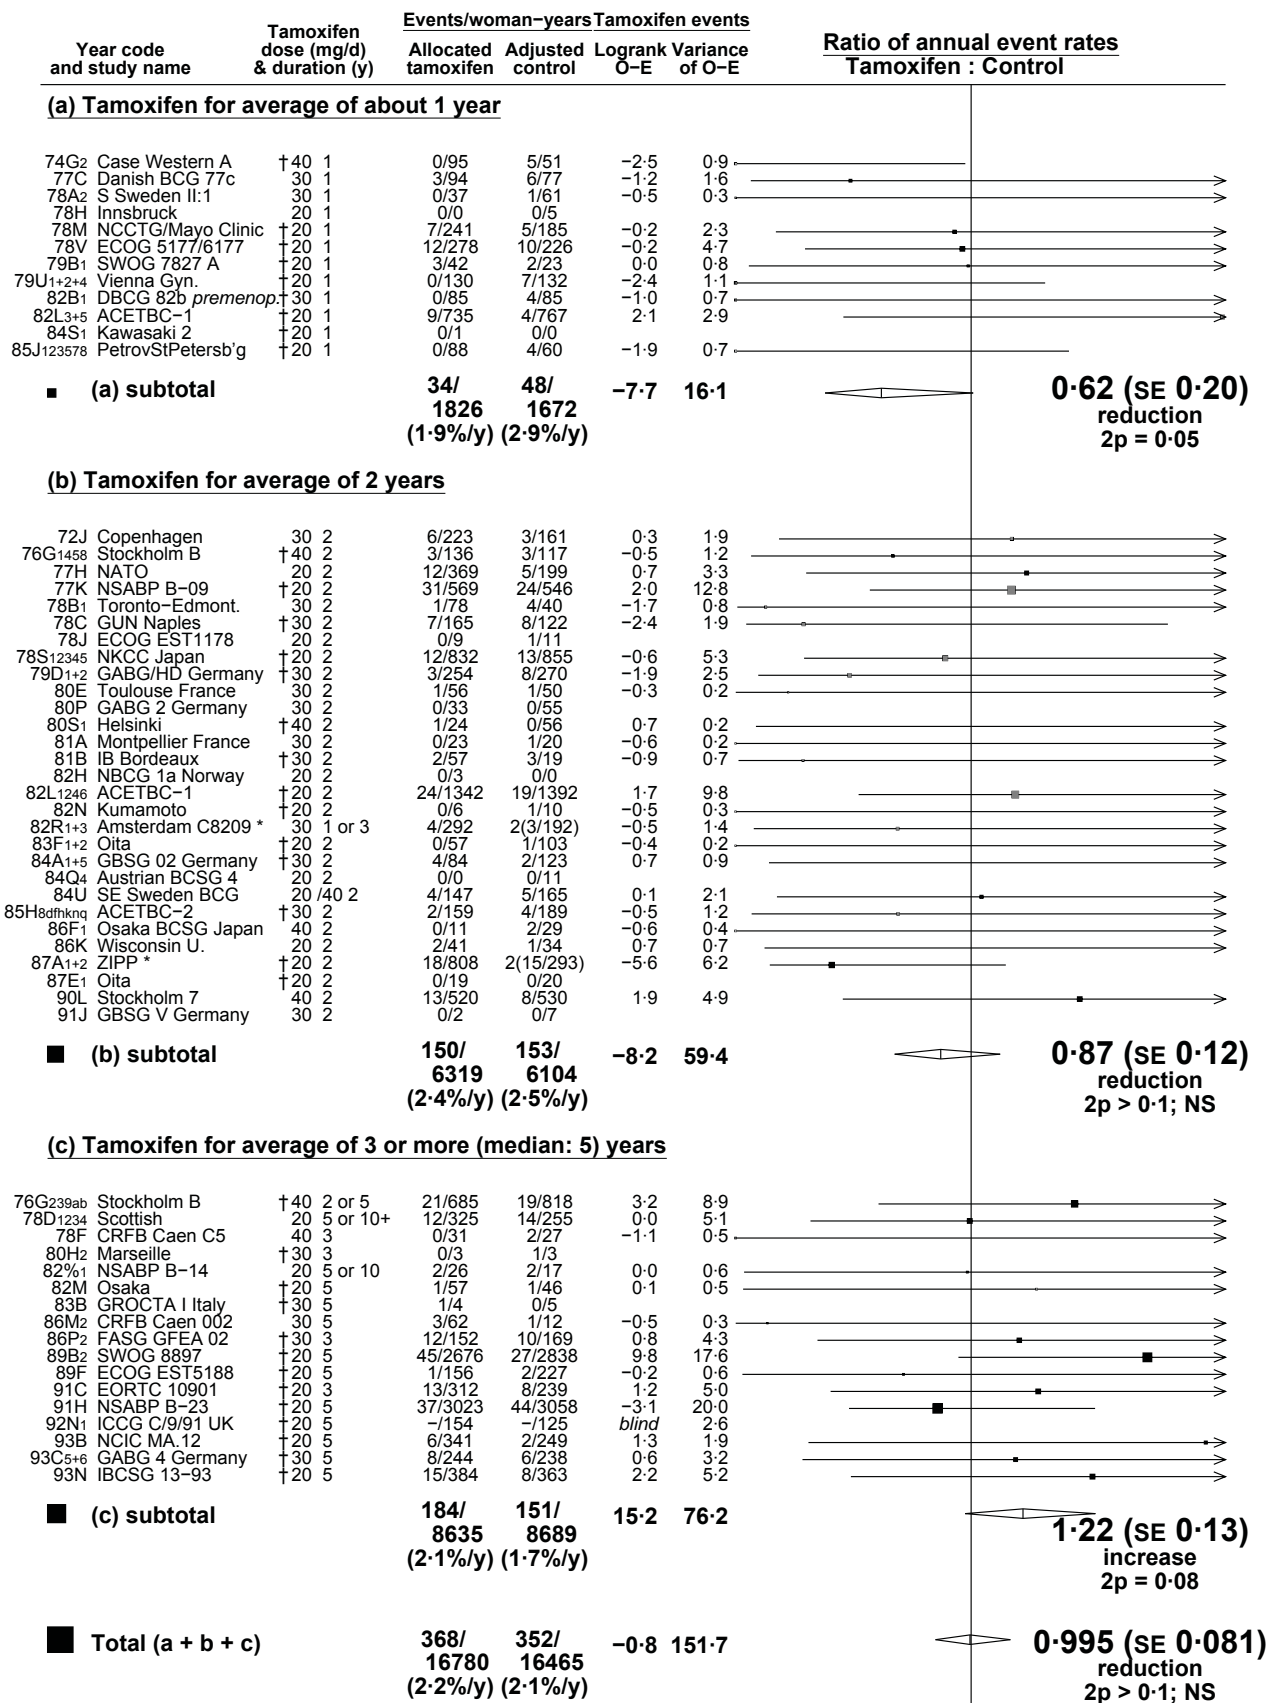 Year code and study name Tamoxifen dose (mg/d) & duration (y) Events/woman−years Allocated tamoxifen Adjusted control Tamoxifen events Logrank O−E Variance of O−E Ratio of annual event rates Tamoxifen : Control
(a) Tamoxifen for average of about 1 year
74G2 Case Western A †40 1 0/95 5/51 −2·5 0·9
77C Danish BCG 77c 30 1 3/94 6/77 −1·2 1·6
78A2 S Sweden II:1 30 1 0/37 1/61 −0·5 0·3
78H Innsbruck 20 1 0/0 0/5
78M NCCTG/Mayo Clinic †20 1 7/241 5/185 −0·2 2·3
78V ECOG 5177/6177 †20 1 12/278 10/226 −0·2 4·7
79B1 SWOG 7827 A †20 1 3/42 2/23 0·0 0·8
79U1+2+4 Vienna Gyn. †20 1 0/130 7/132 −2·4 1·1
82B1 DBCG 82b premenop. †30 1 0/85 4/85 −1·0 0·7
82L3+5 ACETBC−1 †20 1 9/735 4/767 2·1 2·9
84S1 Kawasaki 2 †20 1 0/1 0/0
85J123578 PetrovStPetersb'g †20 1 0/88 4/60 −1·9 0·7
(a) subtotal 34/ 1826 (1·9%/y) 48/ 1672 (2·9%/y) −7·7 16·1 0·62 (SE 0·20) reduction 2p = 0·05
(b) Tamoxifen for average of 2 years
72J Copenhagen 30 2 6/223 3/161 0·3 1·9
76G1458 Stockholm B †40 2 3/136 3/117 −0·5 1·2
77H NATO 20 2 12/369 5/199 0·7 3·3
77K NSABP B−09 †20 2 31/569 24/546 2·0 12·8
78B1 Toronto−Edmont. 30 2 1/78 4/40 −1·7 0·8
78C GUN Naples †30 2 7/165 8/122 −2·4 1·9
78J ECOG EST1178 20 2 0/9 1/11
78S12345 NKCC Japan †20 2 12/832 13/855 −0·6 5·3
79D1+2 GABG/HD Germany †30 2 3/254 8/270 −1·9 2·5
80E Toulouse France 30 2 1/56 1/50 −0·3 0·2
80P GABG 2 Germany 30 2 0/33 0/55
80S1 Helsinki †40 2 1/24 0/56 0·7 0·2
81A Montpellier France 30 2 0/23 1/20 −0·6 0·2
81B IB Bordeaux †30 2 2/57 3/19 −0·9 0·7
82H NBCG 1a Norway 20 2 0/3 0/0
82L1246 ACETBC−1 †20 2 24/1342 19/1392 1·7 9·8
82N Kumamoto †20 2 0/6 1/10 −0·5 0·3
82R1+3 Amsterdam C8209 * 30 1 or 3 4/292 2(3/192) −0·5 1·4
83F1+2 Oita †20 2 0/57 1/103 −0·4 0·2
84A1+5 GBSG 02 Germany †30 2 4/84 2/123 0·7 0·9
84Q4 Austrian BCSG 4 20 2 0/0 0/11
84U SE Sweden BCG 20 /40 2 4/147 5/165 0·1 2·1
85H8dfhknq ACETBC−2 †30 2 2/159 4/189 −0·5 1·2
86F1 Osaka BCSG Japan 40 2 0/11 2/29 −0·6 0·4
86K Wisconsin U. 20 2 2/41 1/34 0·7 0·7
87A1+2 ZIPP * †20 2 18/808 2(15/293) −5·6 6·2
87E1 Oita †20 2 0/19 0/20
90L Stockholm 7 40 2 13/520 8/530 1·9 4·9
91J GBSG V Germany 30 2 0/2 0/7
(b) subtotal 150/ 6319 (2·4%/y) 153/ 6104 (2·5%/y) −8·2 59·4 0·87 (SE 0·12) reduction 2p > 0·1; NS
(c) Tamoxifen for average of 3 or more (median: 5) years
76G239ab Stockholm B †40 2 or 5 21/685 19/818 3·2 8·9
78D1234 Scottish 20 5 or 10+ 12/325 14/255 0·0 5·1
78F CRFB Caen C5 40 3 0/31 2/27 −1·1 0·5
80H2 Marseille †30 3 0/3 1/3
82%1 NSABP B−14 20 5 or 10 2/26 2/17 0·0 0·6
82M Osaka †20 5 1/57 1/46 0·1 0·5
83B GROCTA I Italy †30 5 1/4 0/5
86M2 CRFB Caen 002 30 5 3/62 1/12 −0·5 0·3
86P2 FASG GFEA 02 †30 3 12/152 10/169 0·8 4·3
89B2 SWOG 8897 †20 5 45/2676 27/2838 9·8 17·6
89F ECOG EST5188 †20 5 1/156 2/227 −0·2 0·6
91C EORTC 10901 †20 3 13/312 8/239 1·2 5·0
91H NSABP B−23 †20 5 37/3023 44/3058 −3·1 20·0
92N1 ICCG C/9/91 UK †20 5 −/154 −/125 blind 2·6
93B NCIC MA.12 †20 5 6/341 2/249 1·3 1·9
93C5+6 GABG 4 Germany †30 5 8/244 6/238 0·6 3·2
93N IBCSG 13−93 †20 5 15/384 8/363 2·2 5·2
(c) subtotal 184/ 8635 (2·1%/y) 151/ 8689 (1·7%/y) 15·2 76·2 1·22 (SE 0·13) increase 2p = 0·08
Total (a + b + c) 368/ 16780 (2·2%/y) 352/ 16465 (2·1%/y) −0·8 151·7 0·995 (SE 0·081) reduction 2p > 0·1; NS